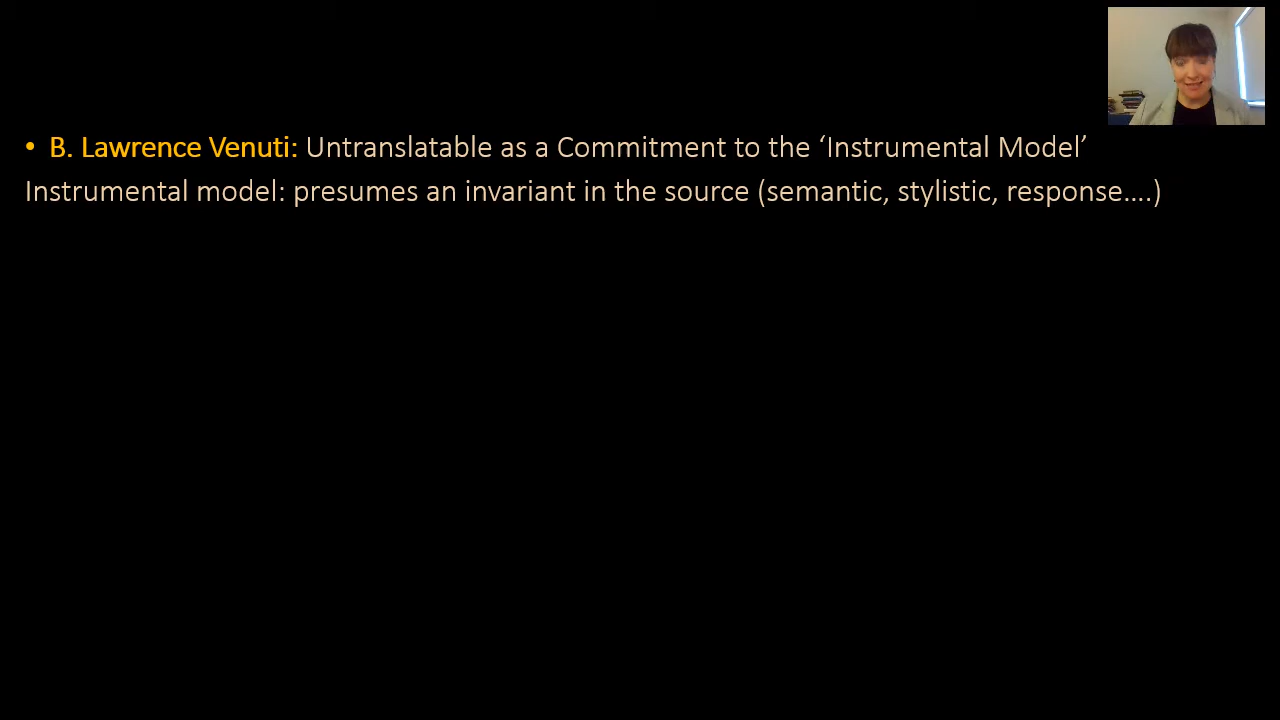 • B. Lawrence Venuti: Untranslatable as a Commitment to the ‘Instrumental Model’
Instrumental model: presumes an invariant in the source (semantic, stylistic, response….)